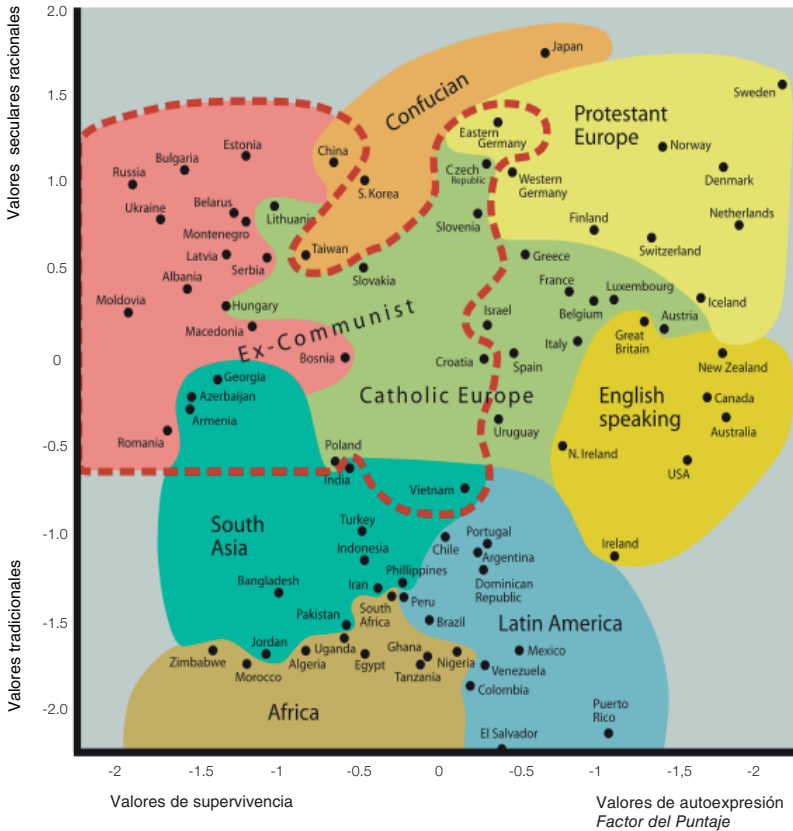 Valores seculares racionales
Valores tradicionales
2.0
1.5
1.0
0.5
0
-0.5
-1.0
-1.5
-2.0
Japan
Confucian
Sweden
Protestant
Europe
Eastern
Germany
Norway
Estonia
China
Bulgaria
Russia
Czech
Republic
Western
Germany
Denmark
S. Korea
Ukraine
Belarus
Lithuania
Montenegro
Slovenia
Finland
Netherlands
Switzerland
Latvia
Serbia
Taiwan
Greece
Albania
Slovakia
France
Luxembourg
Moldovia
Hungary
Belgium
Iceland
Macedonia
Ex-Communist
Israel
Great
Britain
Austria
Italy
Bosnia
Croatia
Spain
New Zealand
Georgia
Azerbaijan
Armenia
Catholic Europe
English
speaking
Canada
Australia
Romania
Uruguay
Poland
India
N. Ireland
USA
Vietnam
South
Asia
Turkey
Chile
Portugal
Argentina
Ireland
Indonesia
Dominican
Republic
Bangladesh
Iran
Phillippines
South
Africa
Peru
Pakistan
Brazil
Latin America
Zimbabwe
Jordan
Morocco
Uganda
Algeria
Egypt
Ghana
Tanzania
Nigeria
Mexico
Venezuela
Colombia
Africa
Puerto
Rico
El Salvador
-2
-1.5
-1
-0.5
0
-0.5
-1
-1,5
-2
Valores de supervivencia
Valores de autoexpresión
Factor del Puntaje